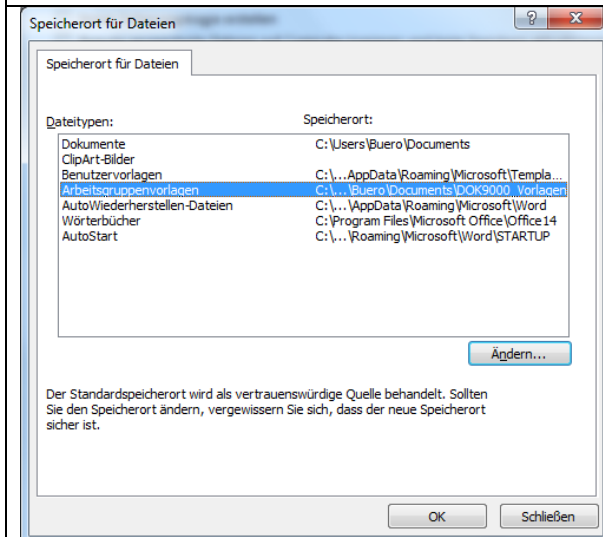 Speicherort für Dateien
Speicherort für Dateien
Dateitypen: Speicherort:
Dokumente C:\Users\Buero\Documents
ClipArt-Bilder
Benutzervorlagen C:\...AppData\Roaming\Microsoft\Templa...
Arbeitsgruppenvorlagen C:\...\Buero\Documents\DOK9000_Vorlagen
AutoWiederherstellen-Dateien C:\...\AppData\Roaming\Microsoft\Word
Wörterbücher C:\Program Files\Microsoft Office\Office14
AutoStart C:\...\Roaming\Microsoft\Word\STARTUP
Ändern...
Der Standardspeicherort wird als vertrauenswürdige Quelle behandelt. Sollten
Sie den Speicherort ändern, vergewissern Sie sich, dass der neue Speicherort
sicher ist.
OK Schließen